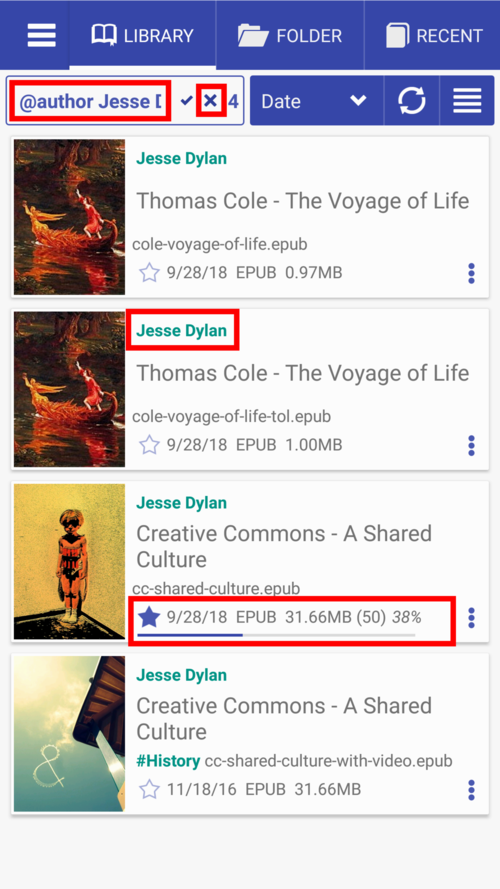 LIBRARY FOLDER RECENT
@author Jesse D 4 Date
Jesse Dylan
Thomas Cole - The Voyage of Life
cole-voyage-of-life.epub
9/28/18 EPUB 0.97MB
Jesse Dylan
Thomas Cole - The Voyage of Life
cole-voyage-of-life-tol.epub
9/28/18 EPUB 1.00MB
Jesse Dylan
Creative Commons - A Shared
Culture
cc-shared-culture.epub
9/28/18 EPUB 31.66MB (50) 38%
Jesse Dylan
Creative Commons - A Shared
Culture
#History cc-shared-culture-with-video.epub
11/18/16 EPUB 31.66MB